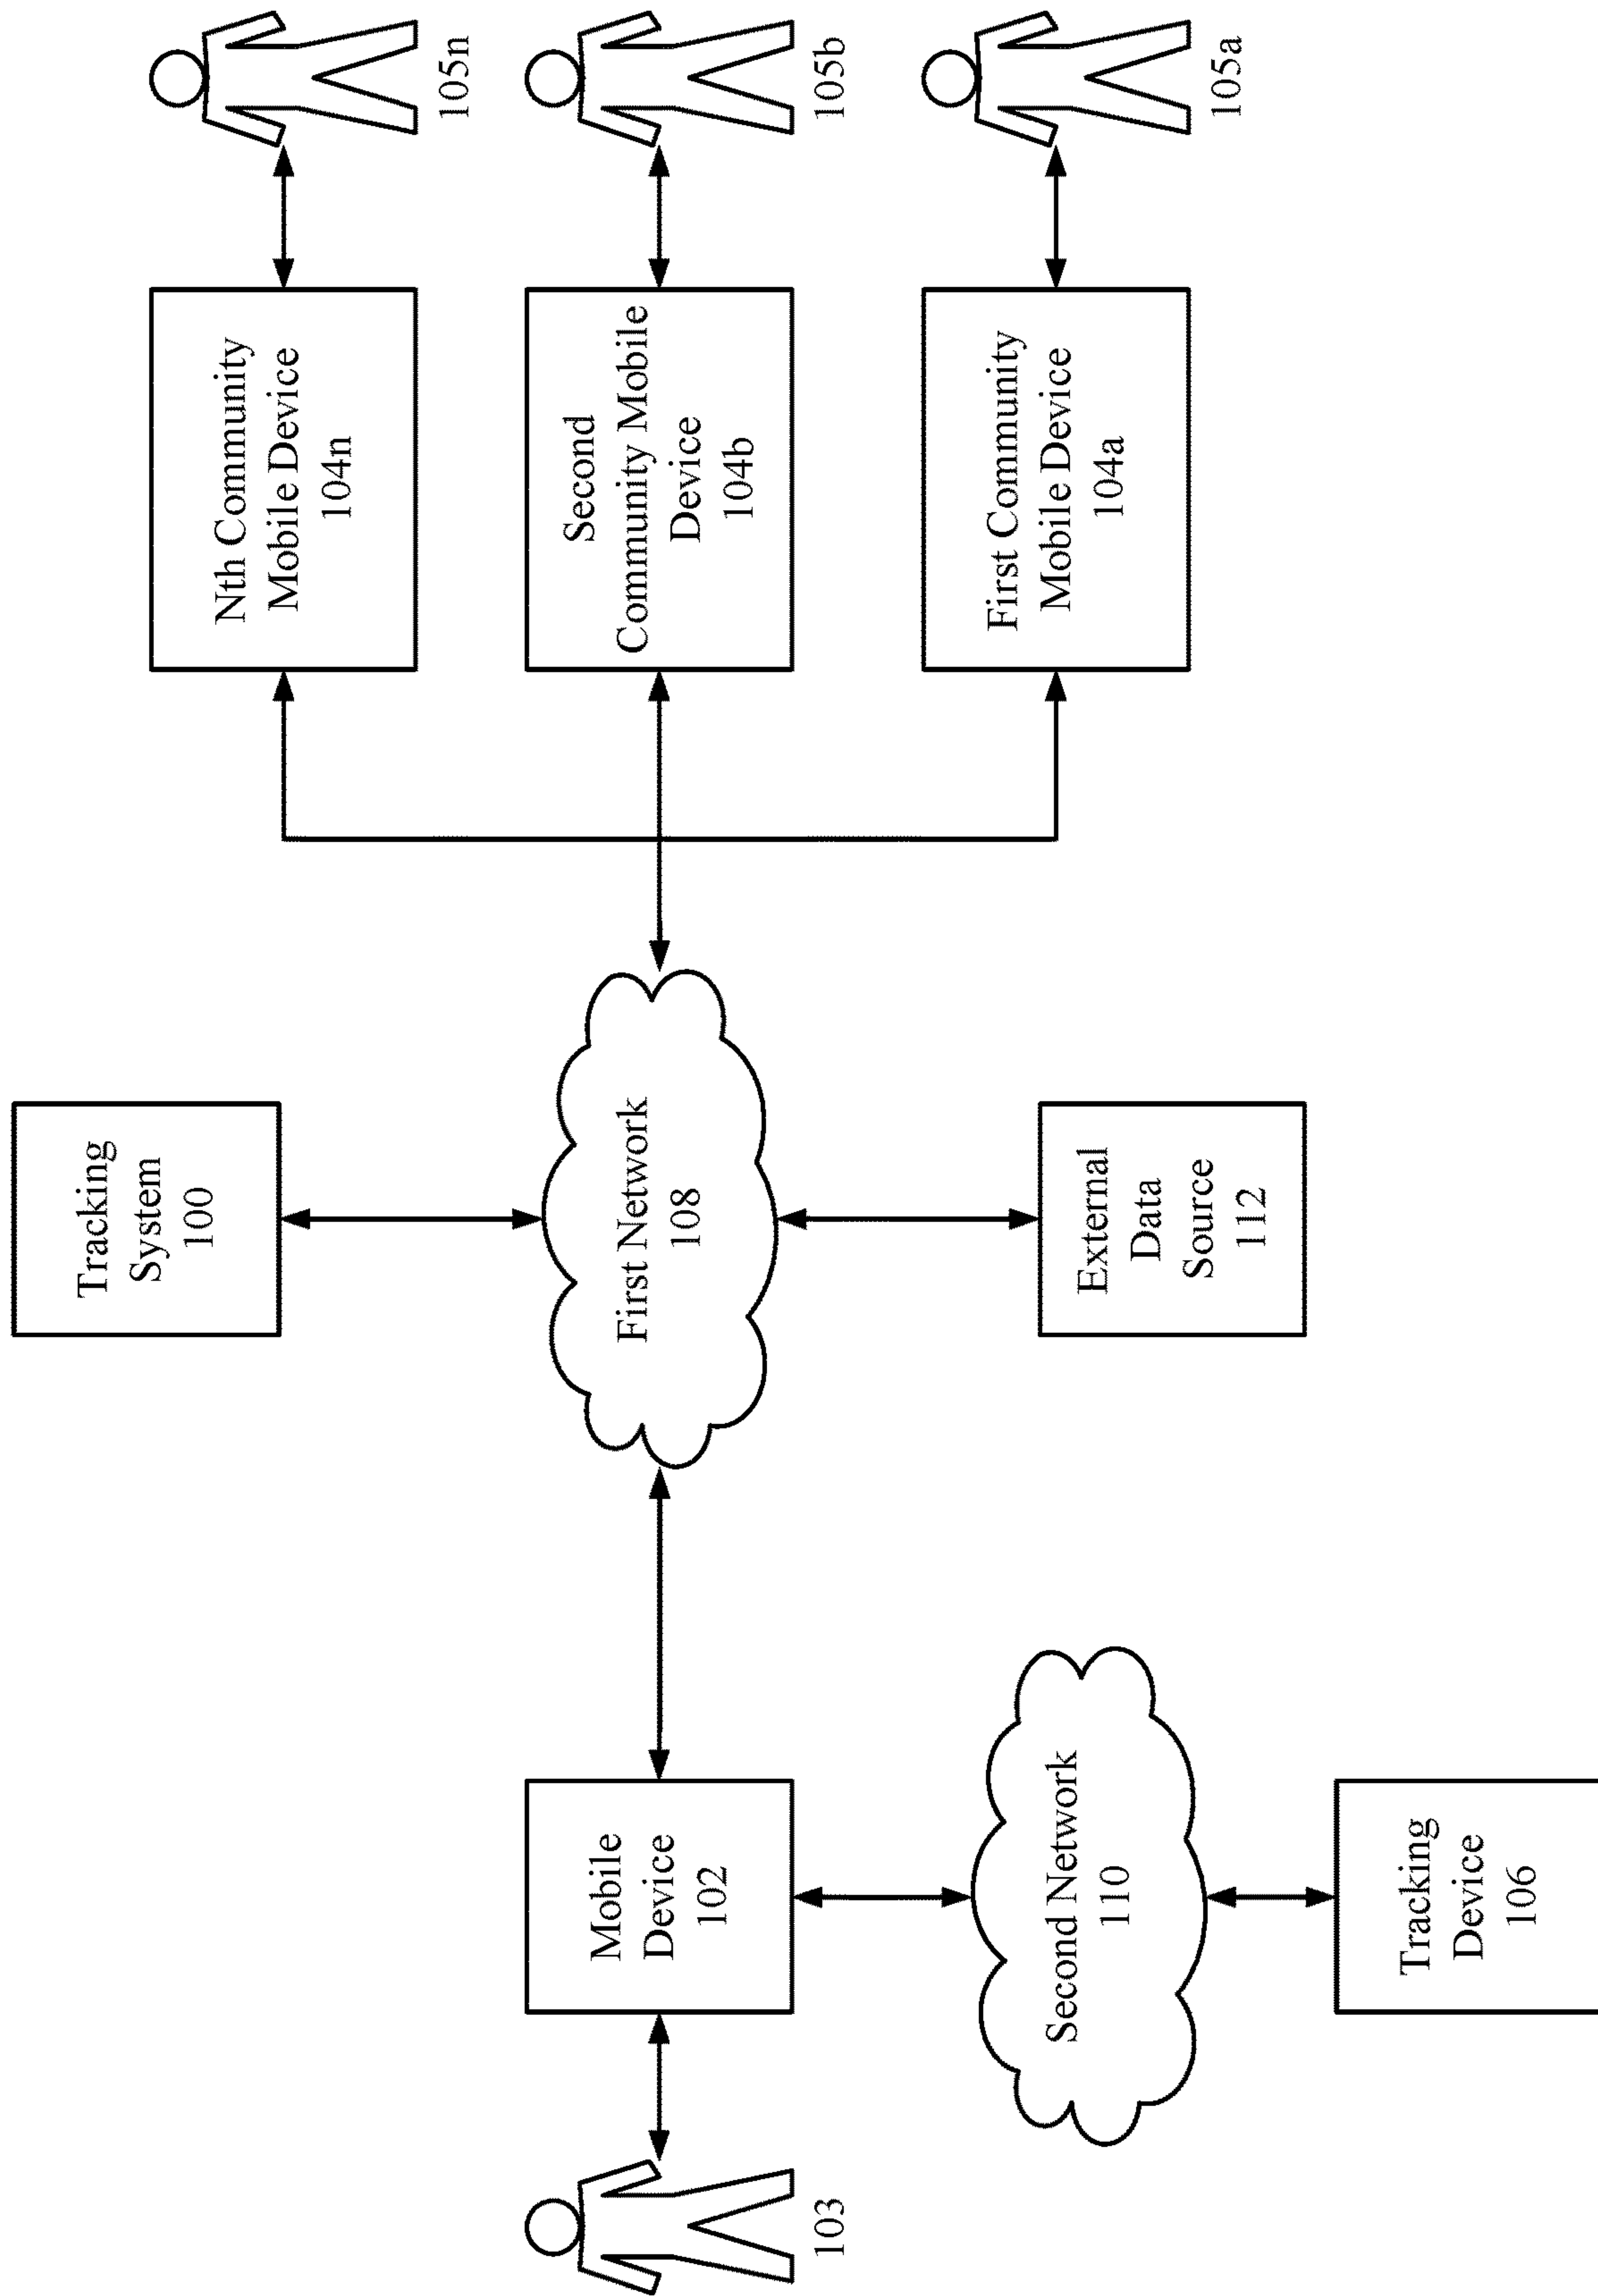 Tracking
System
100
Nth Community
Mobile Device
104n
105n
103
Mobile
Device
102
First Network
108
Second
Community Mobile
Device
104b
105b
Second Network
110
External
Data
Source
112
First Community
Mobile Device
104a
105a
Tracking
Device
106